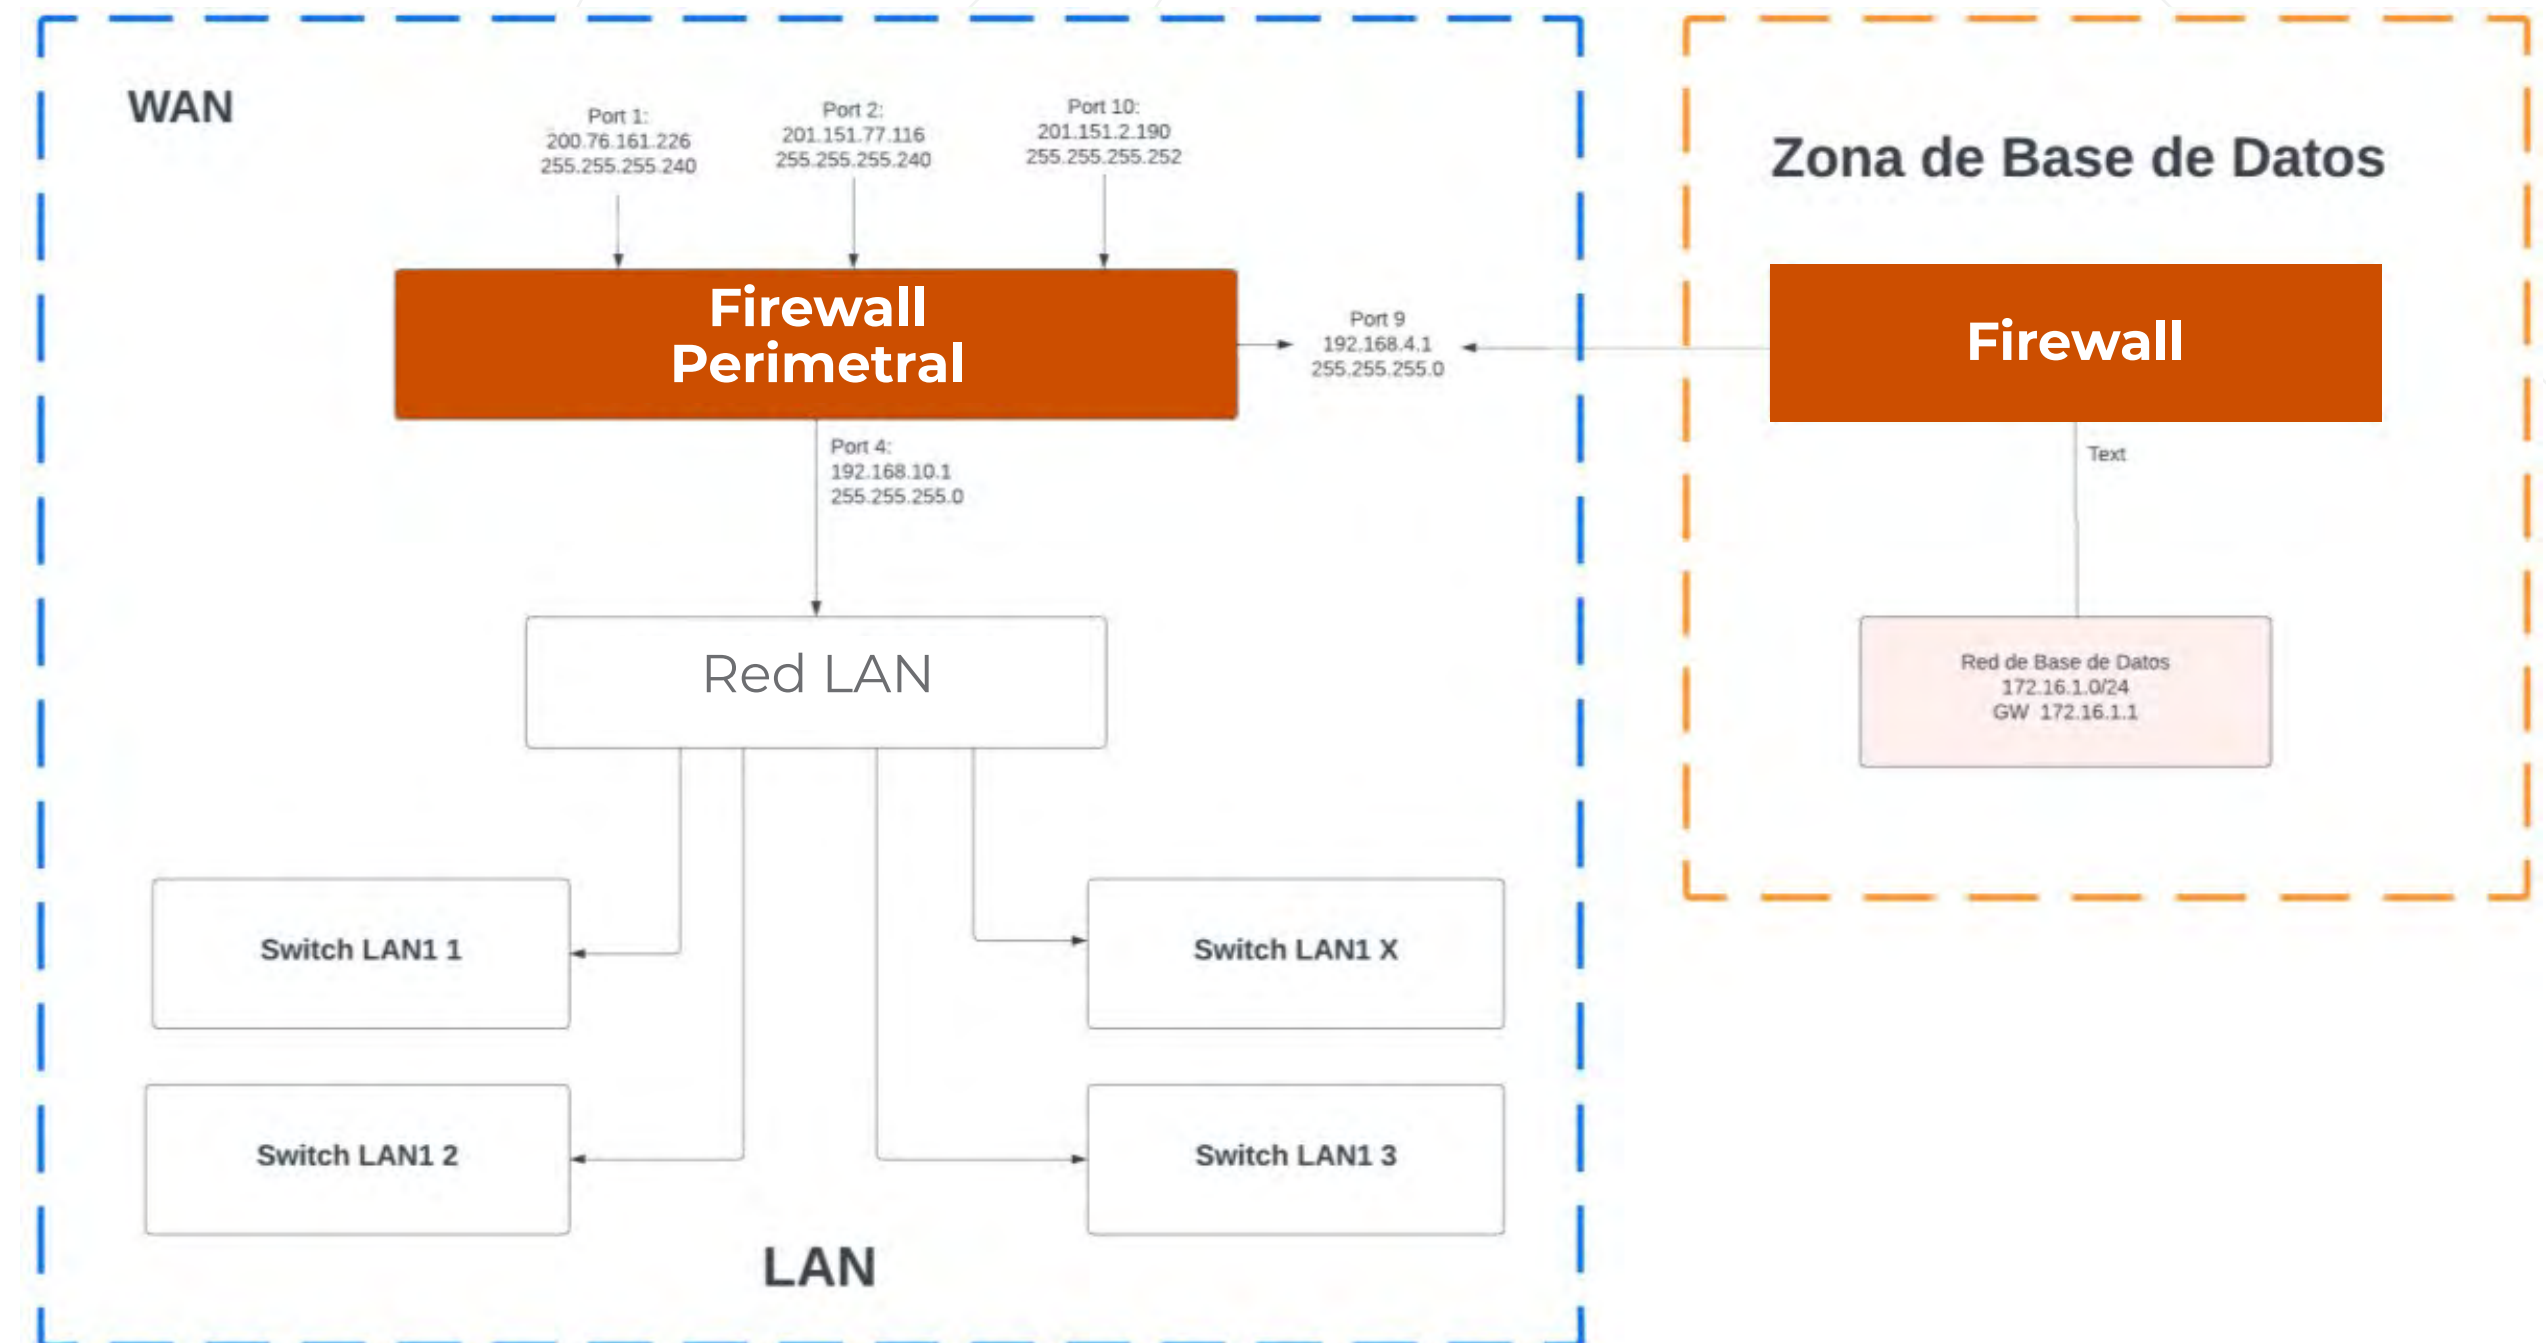 WAN
Port 1:
200.76.161.226
255.255.255.240
Port 2:
201.151.77.116
255.255.255.240
Port 10:
201.151.2.190
255.255.255.252
Firewall
Perimetral
Port 9
192.168.4.1
255.255.255.0
Port 4:
192.168.10.1
255.255.255.0
Red LAN
Switch LAN1 1
Switch LAN1 X
Switch LAN1 2
Switch LAN1 3
LAN
Zona de Base de Datos
Firewall
Text
Red de Base de Datos
172.16.1.0/24
GW 172.16.1.1